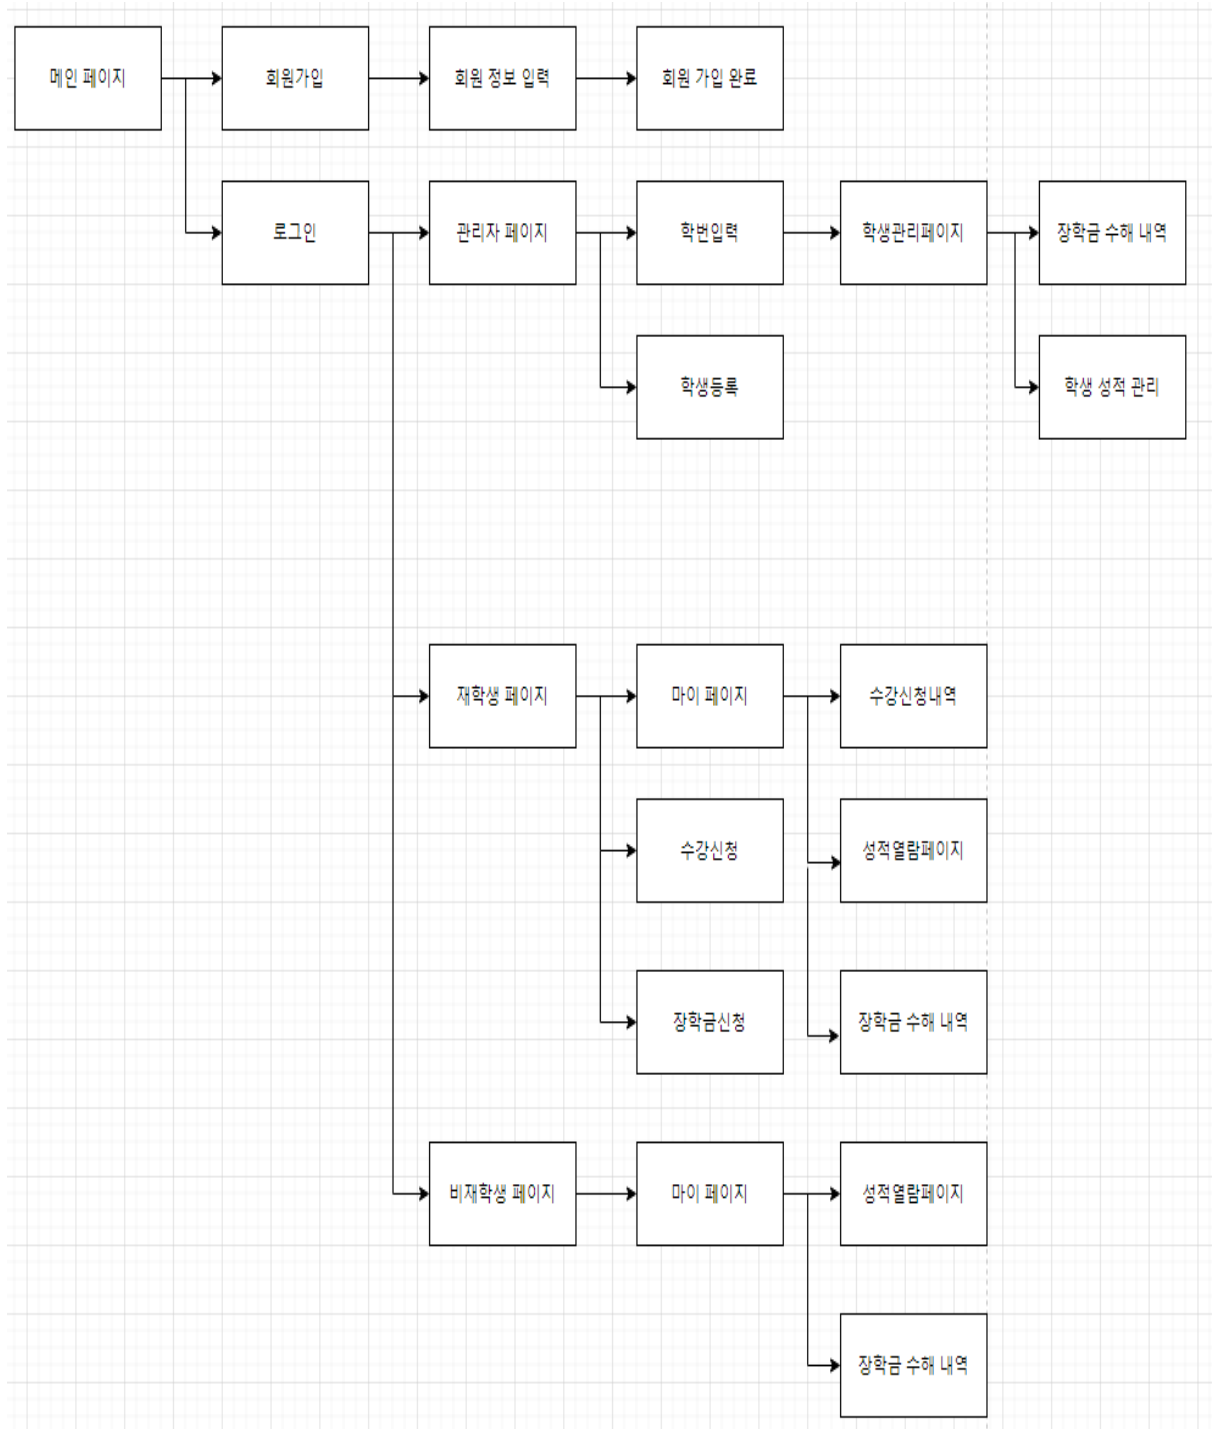 메인 페이지
회원가입
회원 정보 입력
회원 가입 완료
로그인
관리자 페이지
학번입력
학생관리페이지
장학금 수해 내역
학생등록
학생 성적 관리
재학생 페이지
마이 페이지
수강신청내역
수강신청
성적열람페이지
장학금신청
장학금 수해 내역
비재학생 페이지
마이 페이지
성적열람페이지
장학금 수해 내역